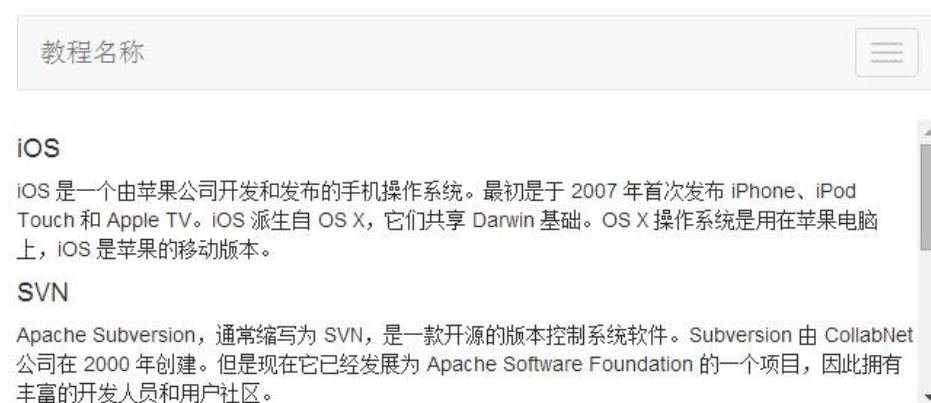 教程名称
iOS
iOS 是一个由苹果公司开发和发布的手机操作系统。最初是于 2007 年首次发布 iPhone、iPod
Touch 和 Apple TV。iOS 派生自 OS X，它们共享 Darwin 基础。OS X 操作系统是用在苹果电脑
上，iOS 是苹果的移动版本。
SVN
Apache Subversion，通常缩写为 SVN，是一款开源的版本控制系统软件。Subversion 由 CollabNet
公司在 2000 年创建。但是现在它已经发展为 Apache Software Foundation 的一个项目，因此拥有
丰富的开发人员和用户社区。